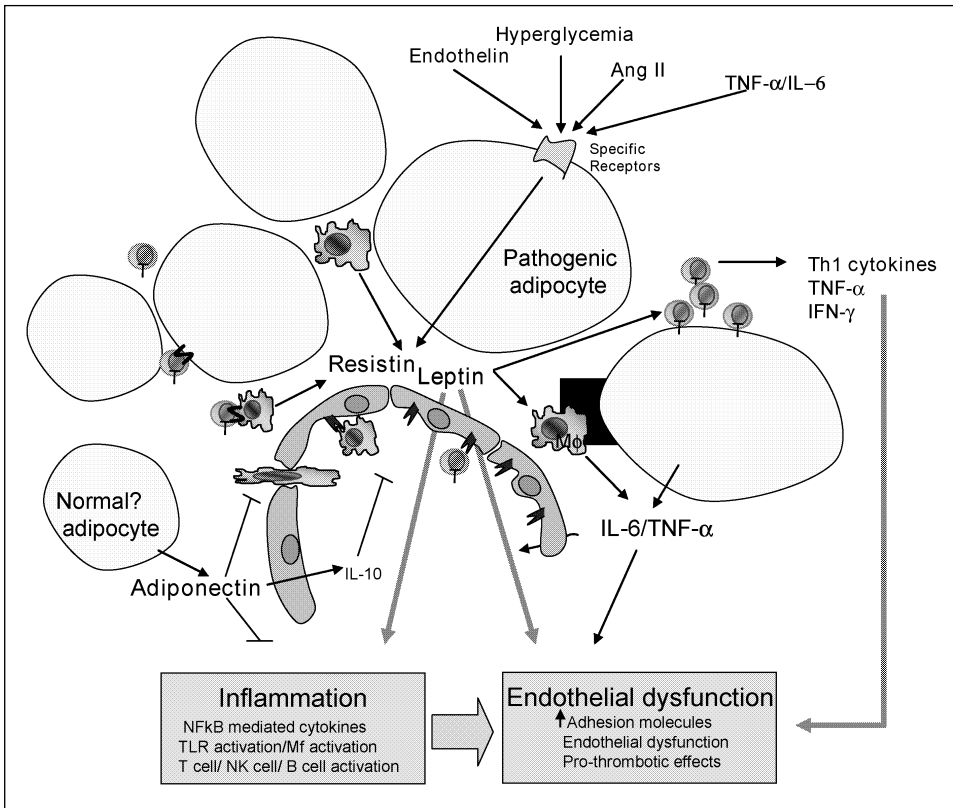 Hyperglycemia
Endothelin
Ang II
TNF-α/IL-6
Specific
Receptors
Pathogenic
adipocyte
Th1 cytokines
TNF-α
IFN-γ
T
T
T
T
T
T
T
T
Resistin
Leptin
Mϕ
Normal?
adipocyte
IL-6/TNF-α
IL-10
Adiponectin
Inflammation
NFkB mediated cytokines
TLR activation/Mf activation
T cell/ NK cell/ B cell activation
Endothelial dysfunction
Adhesion molecules
Endothelial dysfunction
Pro-thrombotic effects